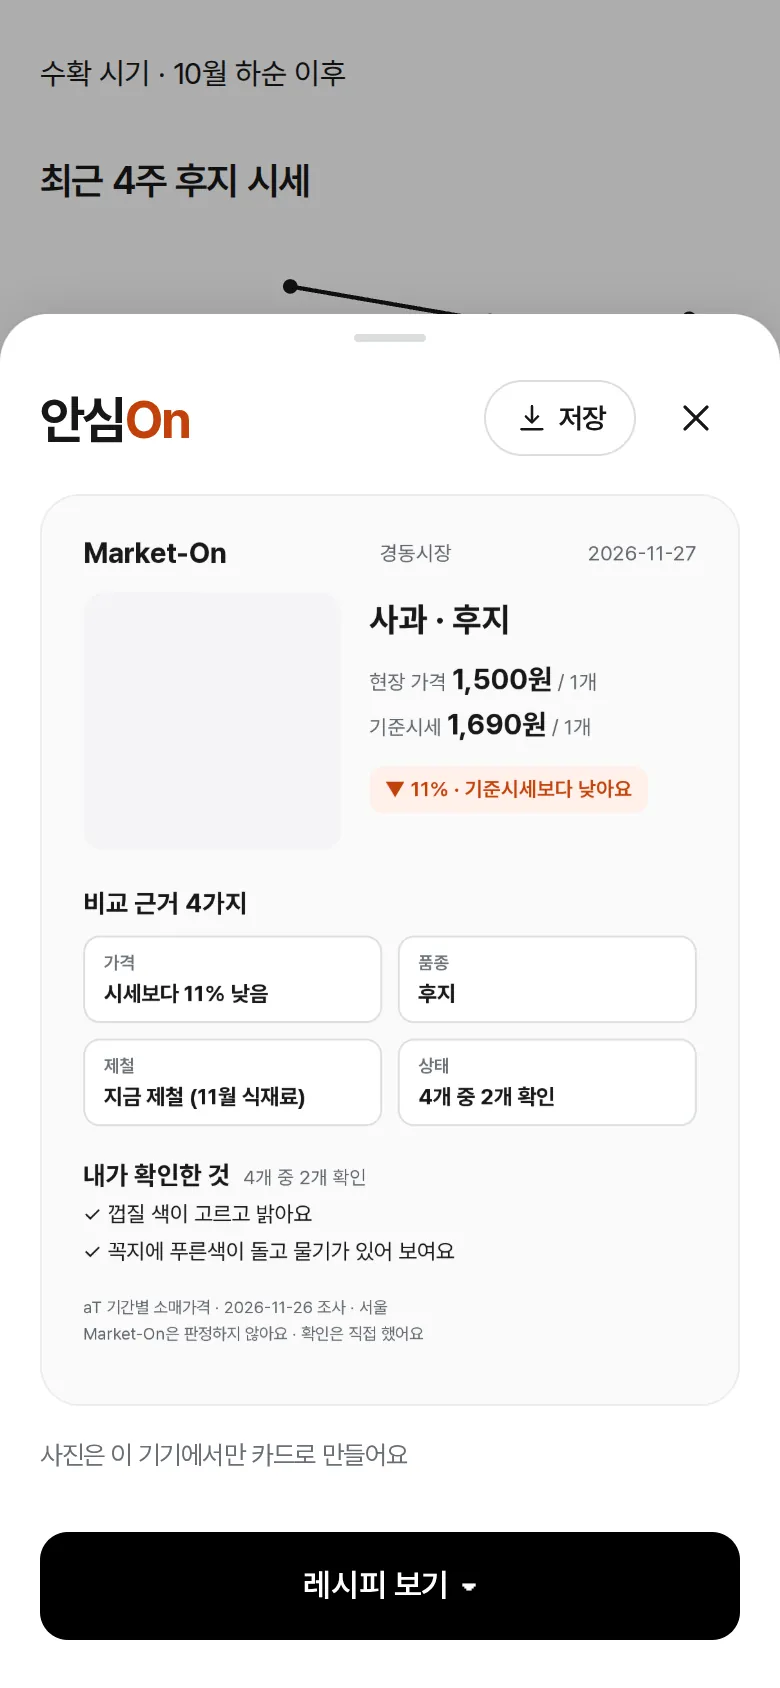 수확 시기 · 10월 하순 이후
최근 4주 후지 시세
안심On
저장
Market-On 경동시장 2026-11-27
사과 · 후지
현장 가격 1,500원 / 1개
기준시세 1,690원 / 1개
▼ 11% · 기준시세보다 낮아요
비교 근거 4가지
가격
시세보다 11% 낮음
품종
후지
제철
지금 제철 (11월 식재료)
상태
4개 중 2개 확인
내가 확인한 것 4개 중 2개 확인
✓ 껍질 색이 고르고 밝아요
✓ 꼭지에 푸른색이 돌고 물기가 있어 보여요
aT 기간별 소매가격 · 2026-11-26 조사 · 서울
Market-On은 판정하지 않아요 · 확인은 직접 했어요
사진은 이 기기에서만 카드로 만들어요
레시피 보기